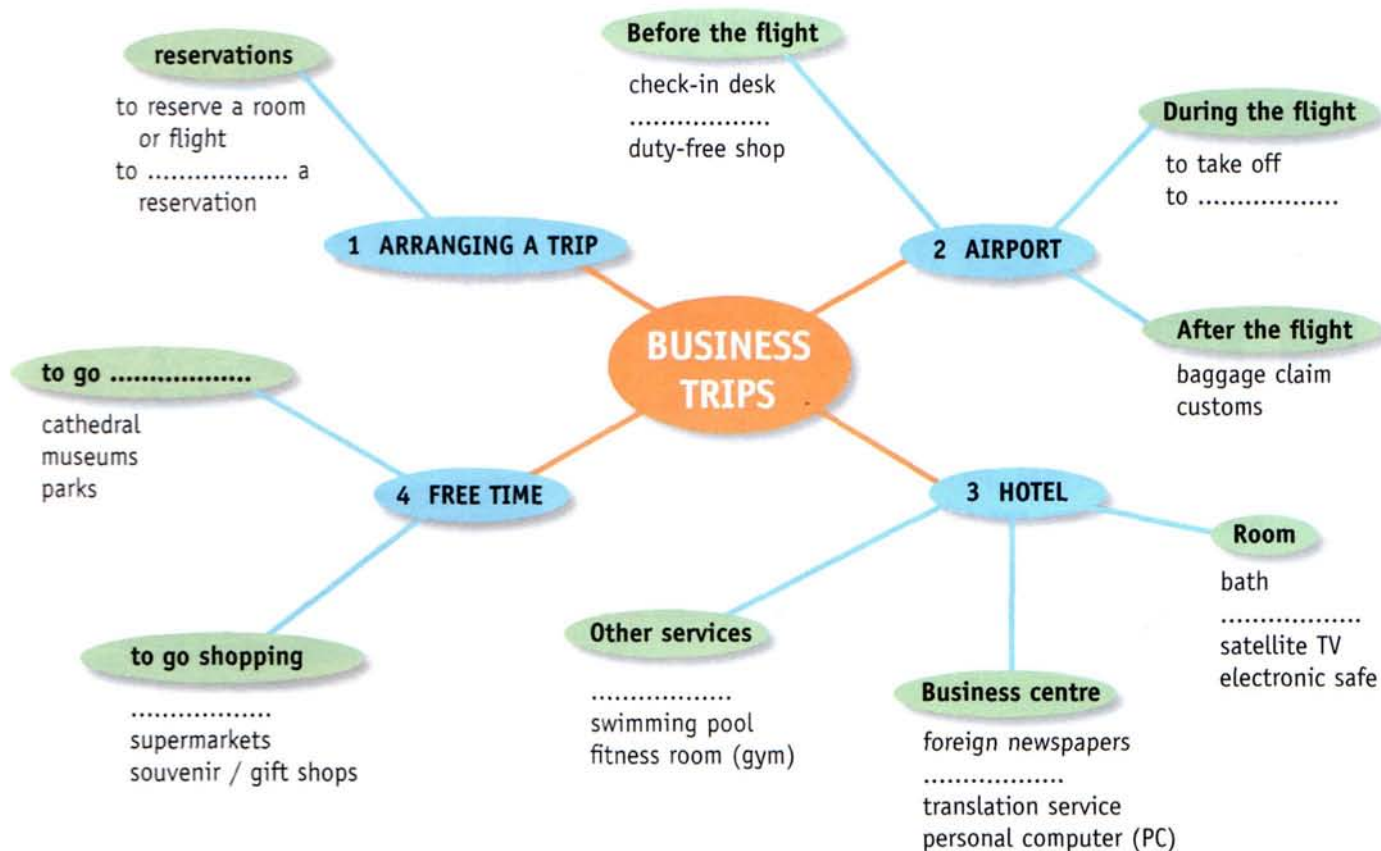 BUSINESS
TRIPS
1 ARRANGING A TRIP
reservations
to reserve a room
or flight
to .................. a
reservation
2 AIRPORT
Before the flight
check-in desk
..................
duty-free shop
During the flight
to take off
to ..................
After the flight
baggage claim
customs
3 HOTEL
Room
bath
..................
satellite TV
electronic safe
Business centre
foreign newspapers
..................
translation service
personal computer (PC)
Other services
..................
swimming pool
fitness room (gym)
4 FREE TIME
to go ..................
cathedral
museums
parks
to go shopping
..................
supermarkets
souvenir / gift shops